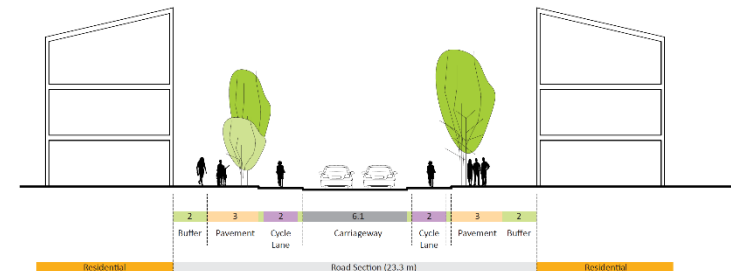 2 3 2 6.1 2 3 2
Buffer Pavement Cycle Lane Carriageway Cycle Lane Pavement Buffer
Residential Road Section (23.3 m) Residential